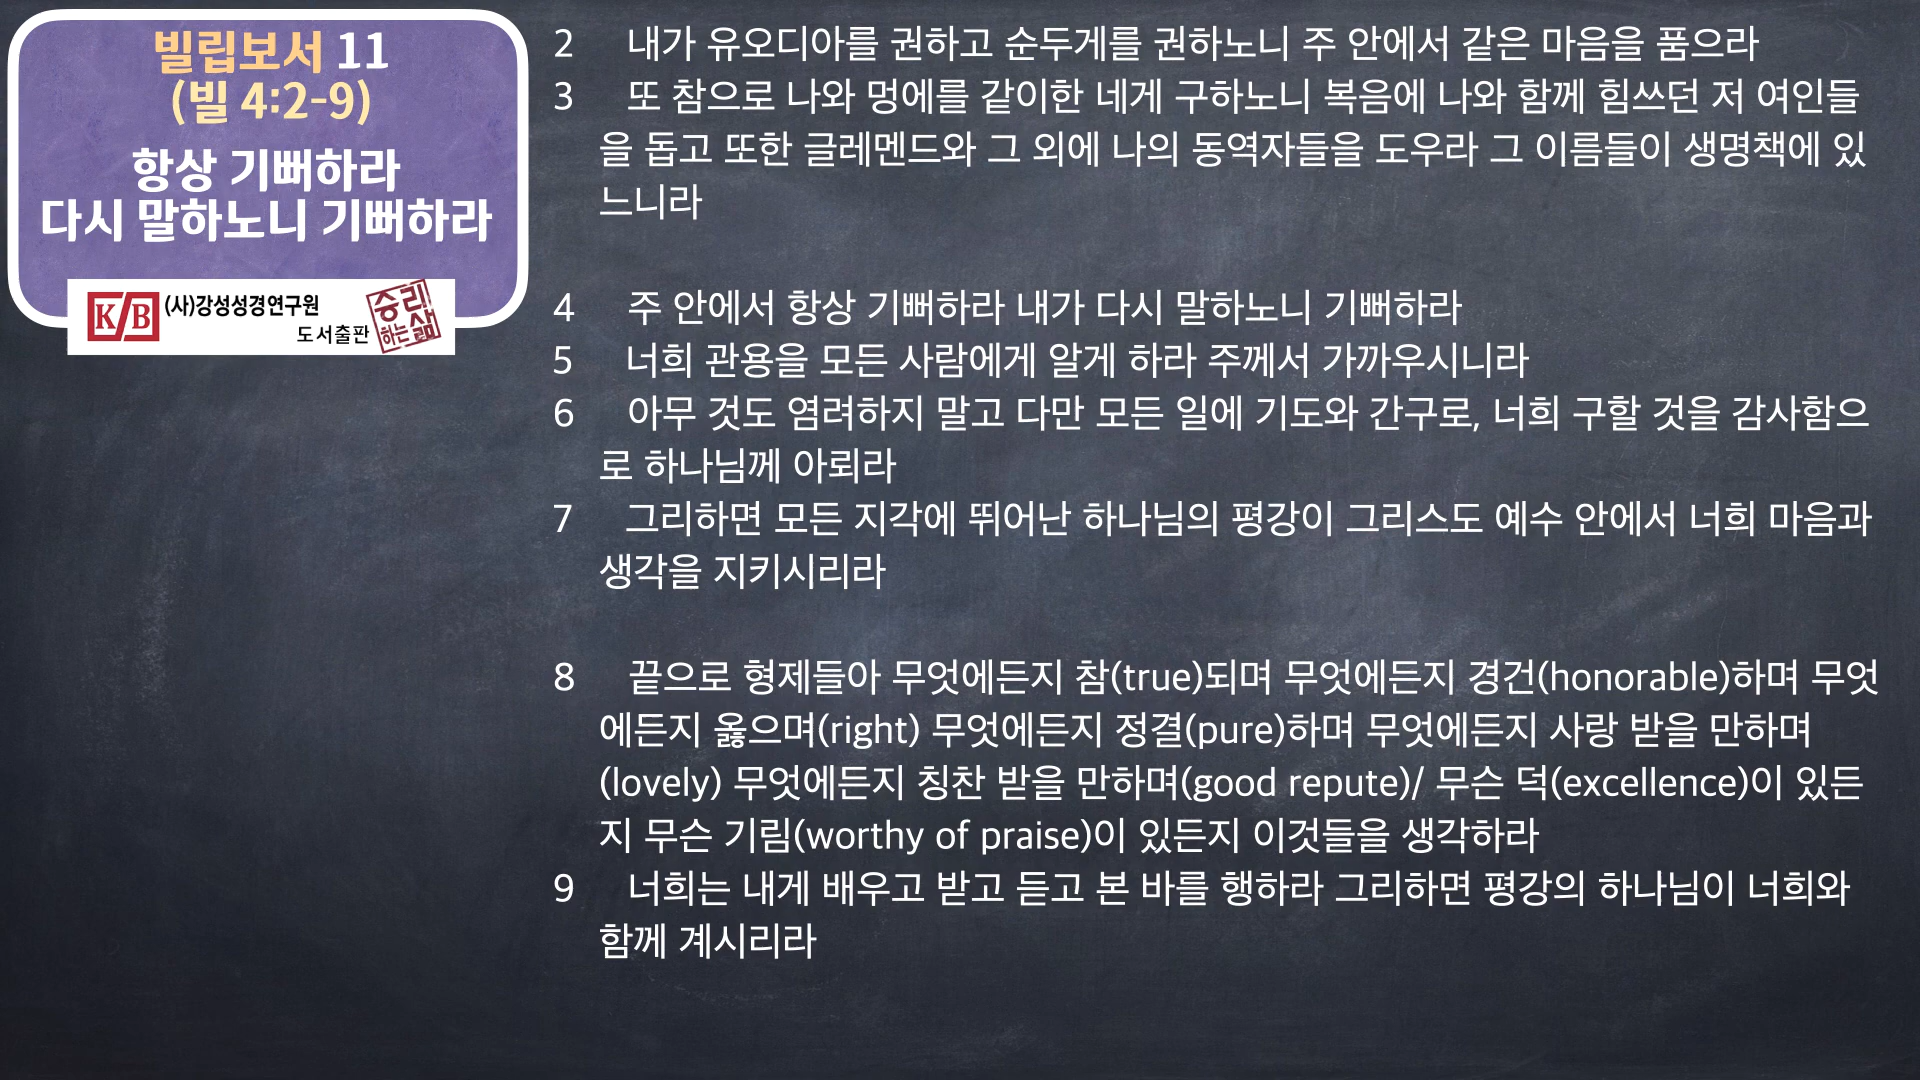 빌립보서 11
(빌 4:2-9)
항상 기뻐하라
다시 말하노니 기뻐하라
K/B (사)강성성경연구원
도서출판 승리하는삶
2 내가 유오디아를 권하고 순두게를 권하노니 주 안에서 같은 마음을 품으라
3 또 참으로 나와 멍에를 같이한 네게 구하노니 복음에 나와 함께 힘쓰던 저 여인들
을 돕고 또한 글레멘드와 그 외에 나의 동역자들을 도우라 그 이름들이 생명책에 있
느니라
4 주 안에서 항상 기뻐하라 내가 다시 말하노니 기뻐하라
5 너희 관용을 모든 사람에게 알게 하라 주께서 가까우시니라
6 아무 것도 염려하지 말고 다만 모든 일에 기도와 간구로, 너희 구할 것을 감사함으
로 하나님께 아뢰라
7 그리하면 모든 지각에 뛰어난 하나님의 평강이 그리스도 예수 안에서 너희 마음과
생각을 지키시리라
8 끝으로 형제들아 무엇에든지 참(true)되며 무엇에든지 경건(honorable)하며 무엇
에든지 옳으며(right) 무엇에든지 정결(pure)하며 무엇에든지 사랑 받을 만하며
(lovely) 무엇에든지 칭찬 받을 만하며(good repute)/ 무슨 덕(excellence)이 있든
지 무슨 기림(worthy of praise)이 있든지 이것들을 생각하라
9 너희는 내게 배우고 받고 듣고 본 바를 행하라 그리하면 평강의 하나님이 너희와
함께 계시리라